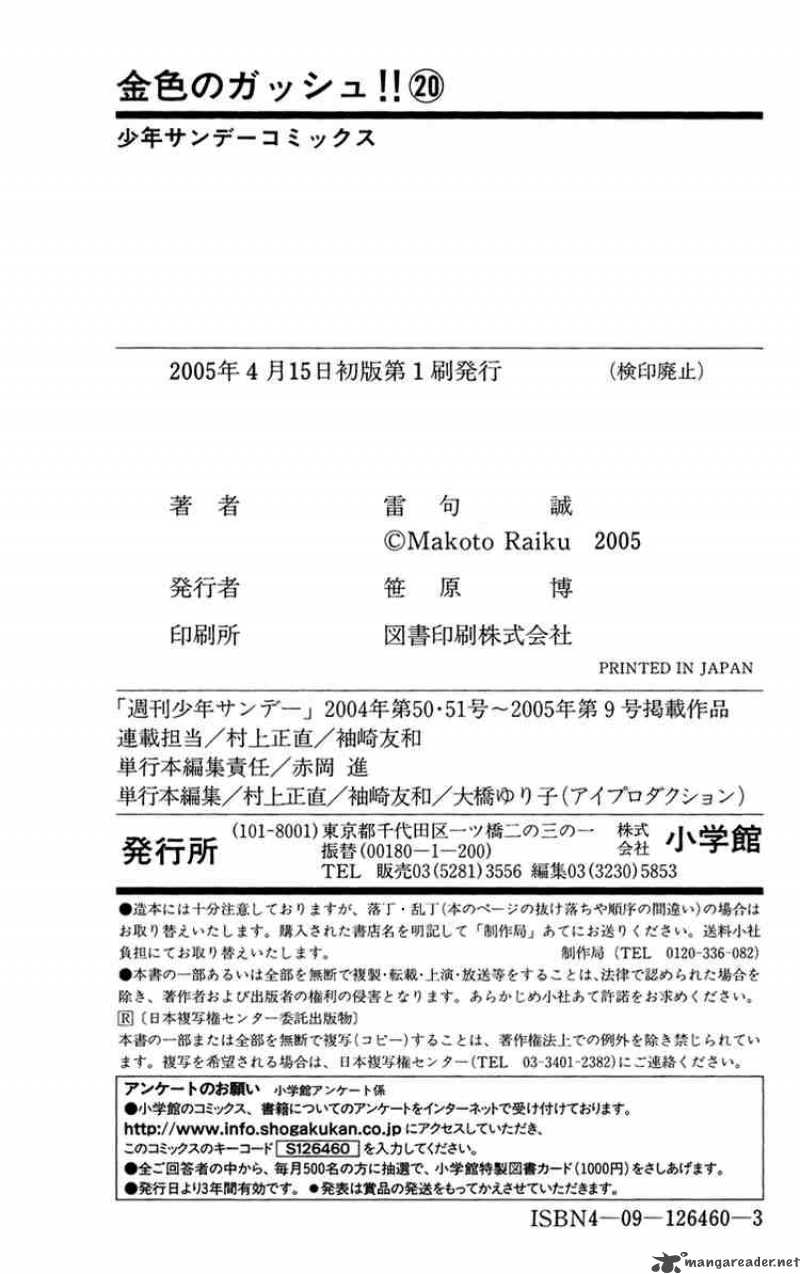 金色のガッシュ!!⑳
少年サンデーコミックス
2005年4月15日初版第1刷発行　(検印廃止)
著　者　雷　句　　誠
©Makoto Raiku 2005
発行者　笹　原　　博
印刷所　図書印刷株式会社
PRINTED IN JAPAN
「週刊少年サンデー」2004年第50・51号～2005年第9号掲載作品
連載担当／村上正直／袖崎友和
単行本編集責任／赤岡 進
単行本編集／村上正直／袖崎友和／大橋ゆり子(アイプロダクション)
発行所　(101-8001)東京都千代田区一ツ橋二の三の一　株式会社　小学館
振替(00180－1－200)
TEL　販売03(5281)3556 編集03(3230)5853
●造本には十分注意しておりますが、落丁・乱丁(本のページの抜け落ちや順序の間違い)の場合は
お取り替えいたします。購入された書店名を明記して「制作局」あてにお送りください。送料小社
負担にてお取り替えいたします。　制作局 (TEL　0120-336-082)
●本書の一部あるいは全部を無断で複製・転載・上演・放送等をすることは、法律で認められた場合を
除き、著作者および出版者の権利の侵害となります。あらかじめ小社あて許諾をお求めください。
R〔日本複写権センター委託出版物〕
本書の一部または全部を無断で複写(コピー)することは、著作権法上での例外を除き禁じられてい
ます。複写を希望される場合は、日本複写権センター(TEL　03-3401-2382)にご連絡ください。
アンケートのお願い　小学館アンケート係
●小学館のコミックス、書籍についてのアンケートをインターネットで受け付けております。
http://www.info.shogakukan.co.jp にアクセスしていただき、
このコミックスのキーコード S126460 を入力してください。
●全ご回答者の中から、毎月500名の方に抽選で、小学館特製図書カード(1000円)をさしあげます。
●発行日より3年間有効です。 ●発表は賞品の発送をもってかえさせていただきます。
ISBN4－09－126460－3
mangareader.net